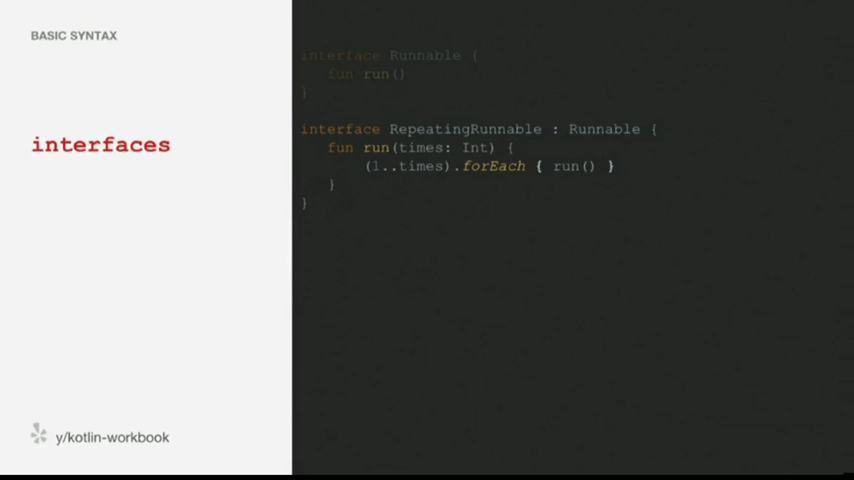 BASIC SYNTAX
interfaces
interface Runnable {
fun run()
}
interface RepeatingRunnable : Runnable {
fun run(times: Int) {
(1..times).forEach { run() }
}
}
y/kotlin-workbook